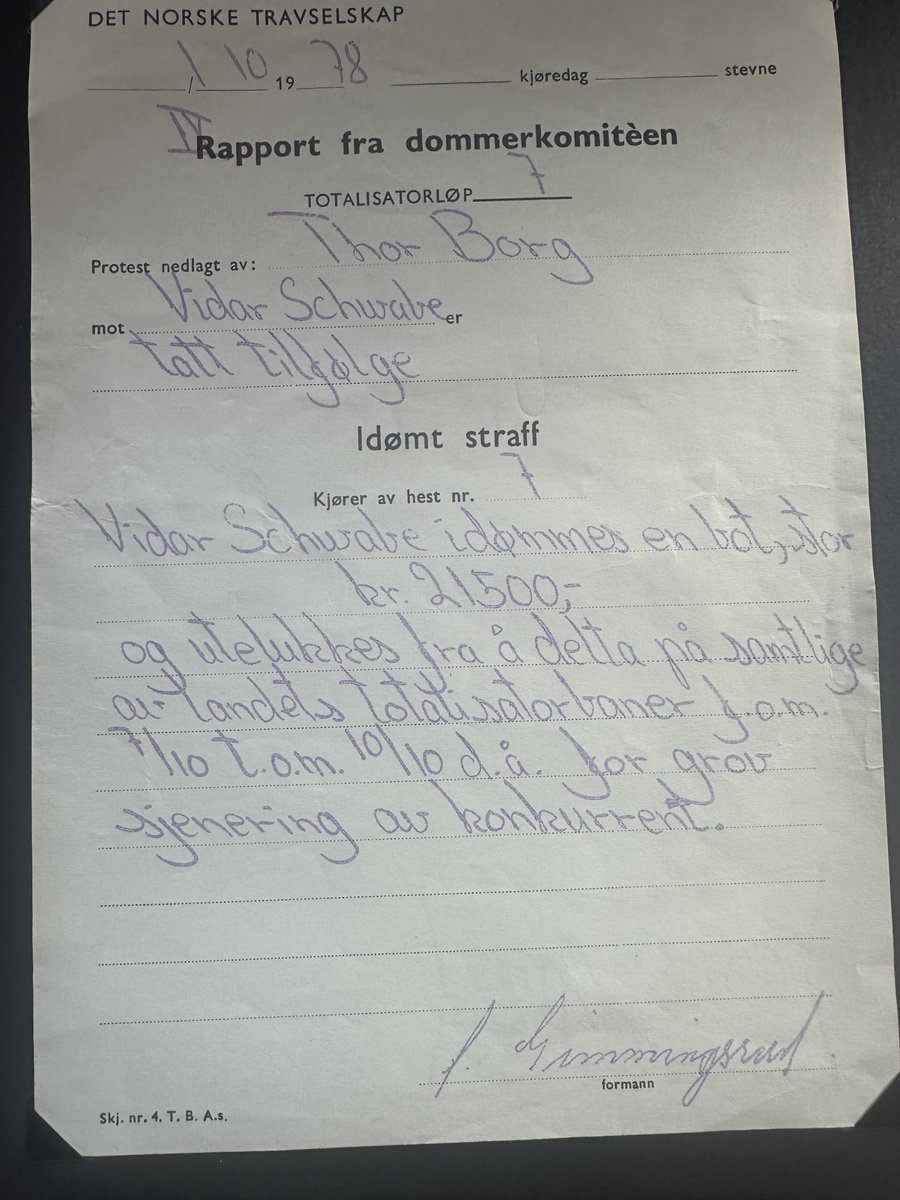 DET NORSKE TRAVSELSKAP
/ 1 10 19 78 kjøredag stevne
IV Rapport fra dommerkomitèen
TOTALISATORLØP 7
Protest nedlagt av: Thor Borg
mot Vidar Schwabe er
tatt tilfølge
Idømt straff
Kjører av hest nr. 7
Vidar Schwabe idømmes en bot, stor
kr. 21500,-
og utelukkes fra å delta på samtlige
av landets totalisatorbaner f.o.m.
7/10 t.o.m. 10/10 d.å. for grov
sjenering av konkurrent.
formann
Skj. nr. 4. T. B. A.s.